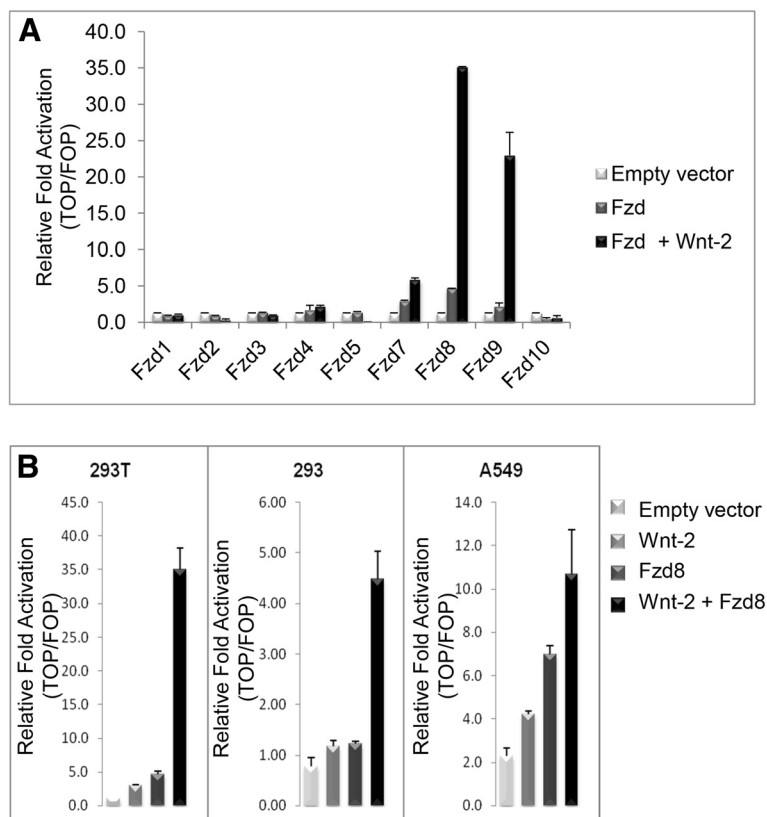 A
Relative Fold Activation
(TOP/FOP)
40.0
35.0
30.0
25.0
20.0
15.0
10.0
5.0
0.0
Fzd1
Fzd2
Fzd3
Fzd4
Fzd5
Fzd7
Fzd8
Fzd9
Fzd10
Empty vector
Fzd
Fzd + Wnt-2
B
293T
Relative Fold Activation
(TOP/FOP)
45.0
40.0
35.0
30.0
25.0
20.0
15.0
10.0
5.0
0.0
293
Relative Fold Activation
(TOP/FOP)
6.00
5.00
4.00
3.00
2.00
1.00
0.00
A549
Relative Fold Activation
(TOP/FOP)
14.0
12.0
10.0
8.0
6.0
4.0
2.0
0.0
Empty vector
Wnt-2
Fzd8
Wnt-2 + Fzd8